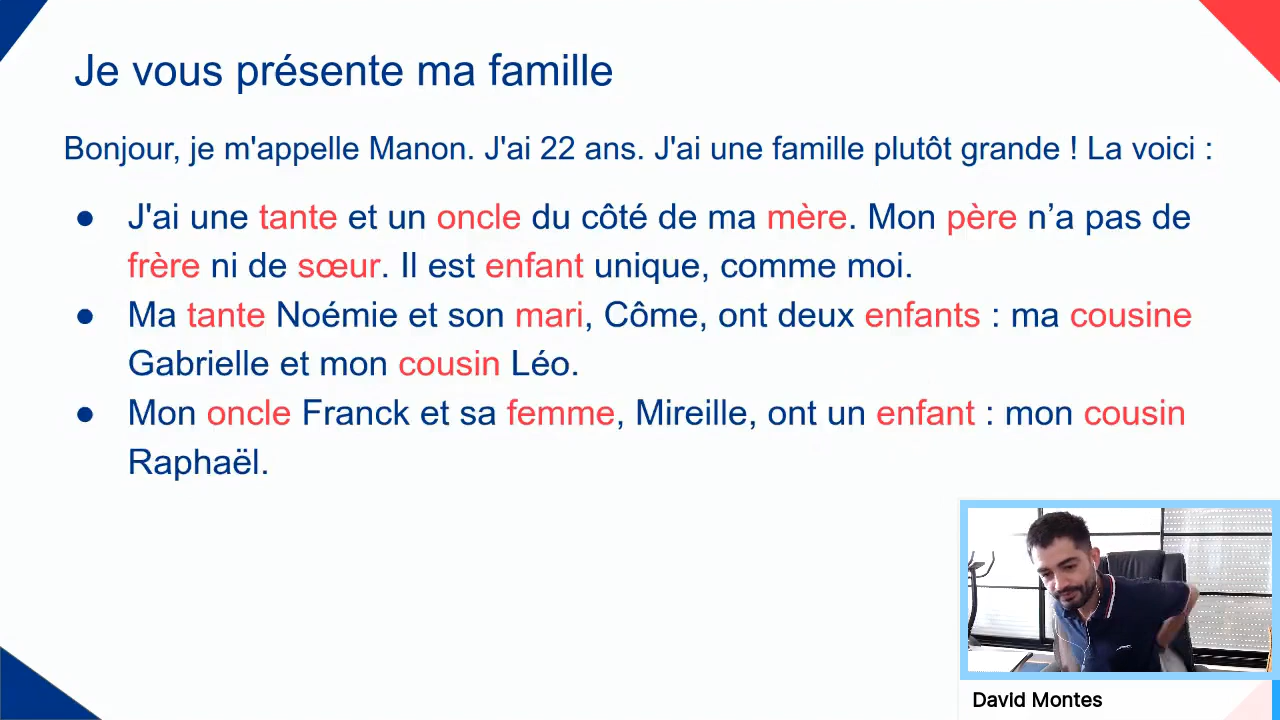 Je vous présente ma famille
Bonjour, je m'appelle Manon. J'ai 22 ans. J'ai une famille plutôt grande ! La voici :
● J'ai une tante et un oncle du côté de ma mère. Mon père n’a pas de
frère ni de sœur. Il est enfant unique, comme moi.
● Ma tante Noémie et son mari, Côme, ont deux enfants : ma cousine
Gabrielle et mon cousin Léo.
● Mon oncle Franck et sa femme, Mireille, ont un enfant : mon cousin
Raphaël.
David Montes